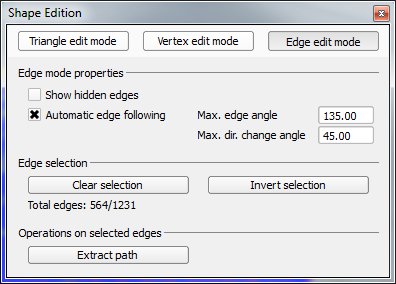 Shape Edition
Triangle edit mode Vertex edit mode Edge edit mode
Edge mode properties
Show hidden edges
Automatic edge following Max. edge angle 135.00
Max. dir. change angle 45.00
Edge selection
Clear selection Invert selection
Total edges: 564/1231
Operations on selected edges
Extract path